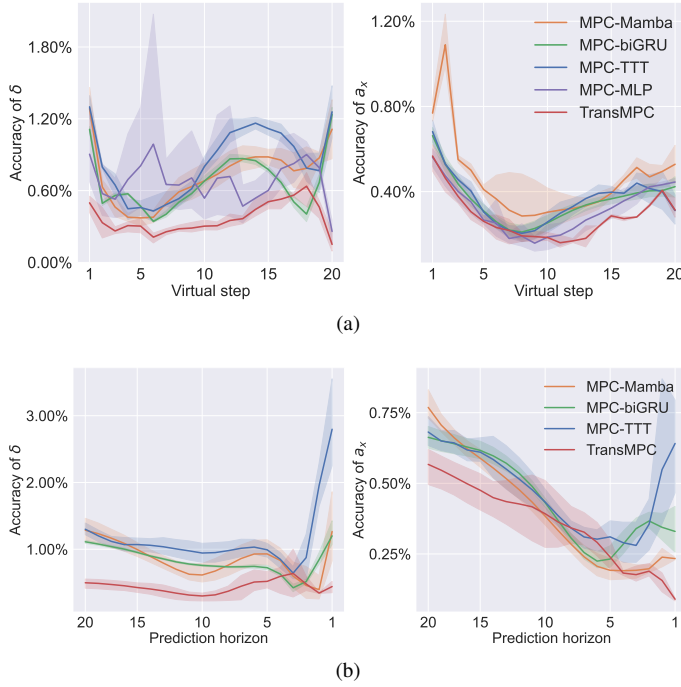 1.80%
1.20%
0.60%
0.00%
Accuracy of δ
1 5 10 15 20
Virtual step
1.20%
0.80%
0.40%
Accuracy of aₓ
MPC-Mamba
MPC-biGRU
MPC-TTT
MPC-MLP
TransMPC
1 5 10 15 20
Virtual step
(a)
3.00%
2.00%
1.00%
Accuracy of δ
20 15 10 5 1
Prediction horizon
0.75%
0.50%
0.25%
Accuracy of aₓ
MPC-Mamba
MPC-biGRU
MPC-TTT
TransMPC
20 15 10 5 1
Prediction horizon
(b)